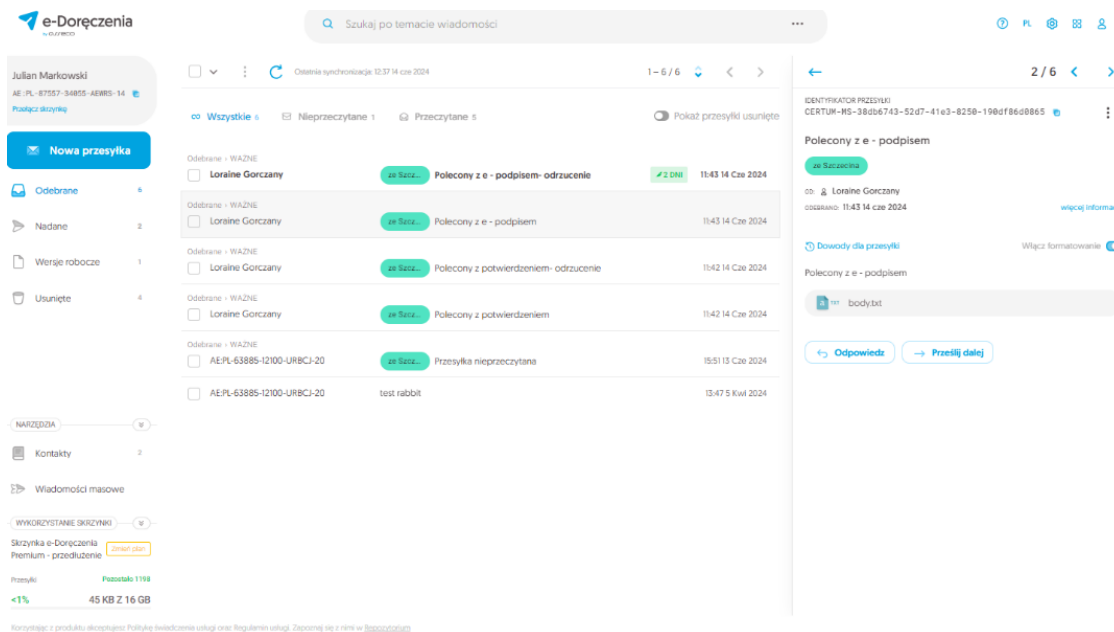 e-Doręczenia
by asseco
Szukaj po temacie wiadomości
PL
Julian Markowski
AE:PL-87557-34055-AEWRS-14
Przełącz skrzynkę
Nowa przesyłka
Odebrane 6
Nadane 2
Wersje robocze 1
Usunięte 4
NARZĘDZIA
Kontakty 2
Wiadomości masowe
WYKORZYSTANIE SKRZYNKI
Skrzynka e-Doręczenia
Premium - przedłużenie
Zmień plan
Przesyłki Pozostało 1198
<1% 45 KB Z 16 GB
Ostatnia synchronizacja: 12:37 14 cze 2024
1 – 6 / 6
Wszystkie 6 Nieprzeczytane 1 Przeczytane 5 Pokaż przesyłki usunięte
Odebrane › WAŻNE
Loraine Gorczany ze Szcz... Polecony z e - podpisem- odrzucenie 2 DNI 11:43 14 Cze 2024
Odebrane › WAŻNE
Loraine Gorczany ze Szcz... Polecony z e - podpisem 11:43 14 Cze 2024
Odebrane › WAŻNE
Loraine Gorczany ze Szcz... Polecony z potwierdzeniem- odrzucenie 11:42 14 Cze 2024
Odebrane › WAŻNE
Loraine Gorczany ze Szcz... Polecony z potwierdzeniem 11:42 14 Cze 2024
Odebrane › WAŻNE
AE:PL-63885-12100-URBCJ-20 ze Szcz... Przesyłka nieprzeczytana 15:51 13 Cze 2024
AE:PL-63885-12100-URBCJ-20 test rabbit 13:47 5 Kwi 2024
2 / 6
IDENTYFIKATOR PRZESYŁKI
CERTUM-MS-38db6743-52d7-41e3-8250-190df86d0865
Polecony z e - podpisem
ze Szczecina
OD: Loraine Gorczany
ODEBRANO: 11:43 14 cze 2024
więcej informa
Dowody dla przesyłki Włącz formatowanie
Polecony z e - podpisem
TXT body.txt
Odpowiedz Prześlij dalej
Korzystając z produktu akceptujesz Politykę świadczenia usługi oraz Regulamin usługi. Zapoznaj się z nimi w Repozytorium